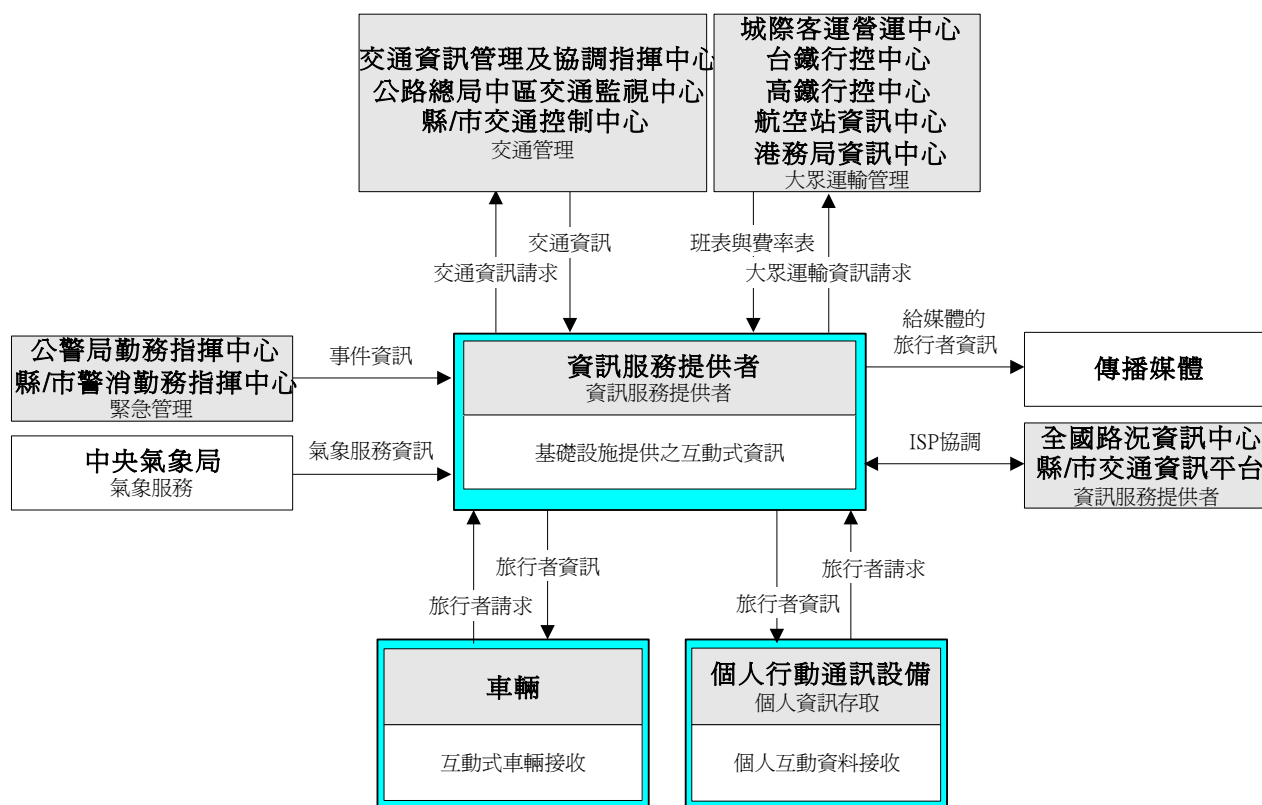 交通資訊管理及協調指揮中心
公路總局中區交通監視中心
縣/市交通控制中心
交通管理
城際客運營運中心
台鐵行控中心
高鐵行控中心
航空站資訊中心
港務局資訊中心
大眾運輸管理
交通資訊
交通資訊請求
班表與費率表
大眾運輸資訊請求
公警局勤務指揮中心
縣/市警消勤務指揮中心
緊急管理
事件資訊
中央氣象局
氣象服務
氣象服務資訊
資訊服務提供者
資訊服務提供者
基礎設施提供之互動式資訊
給媒體的
旅行者資訊
傳播媒體
ISP協調
全國路況資訊中心
縣/市交通資訊平台
資訊服務提供者
旅行者資訊
旅行者請求
旅行者請求
旅行者資訊
車輛
互動式車輛接收
個人行動通訊設備
個人資訊存取
個人互動資料接收